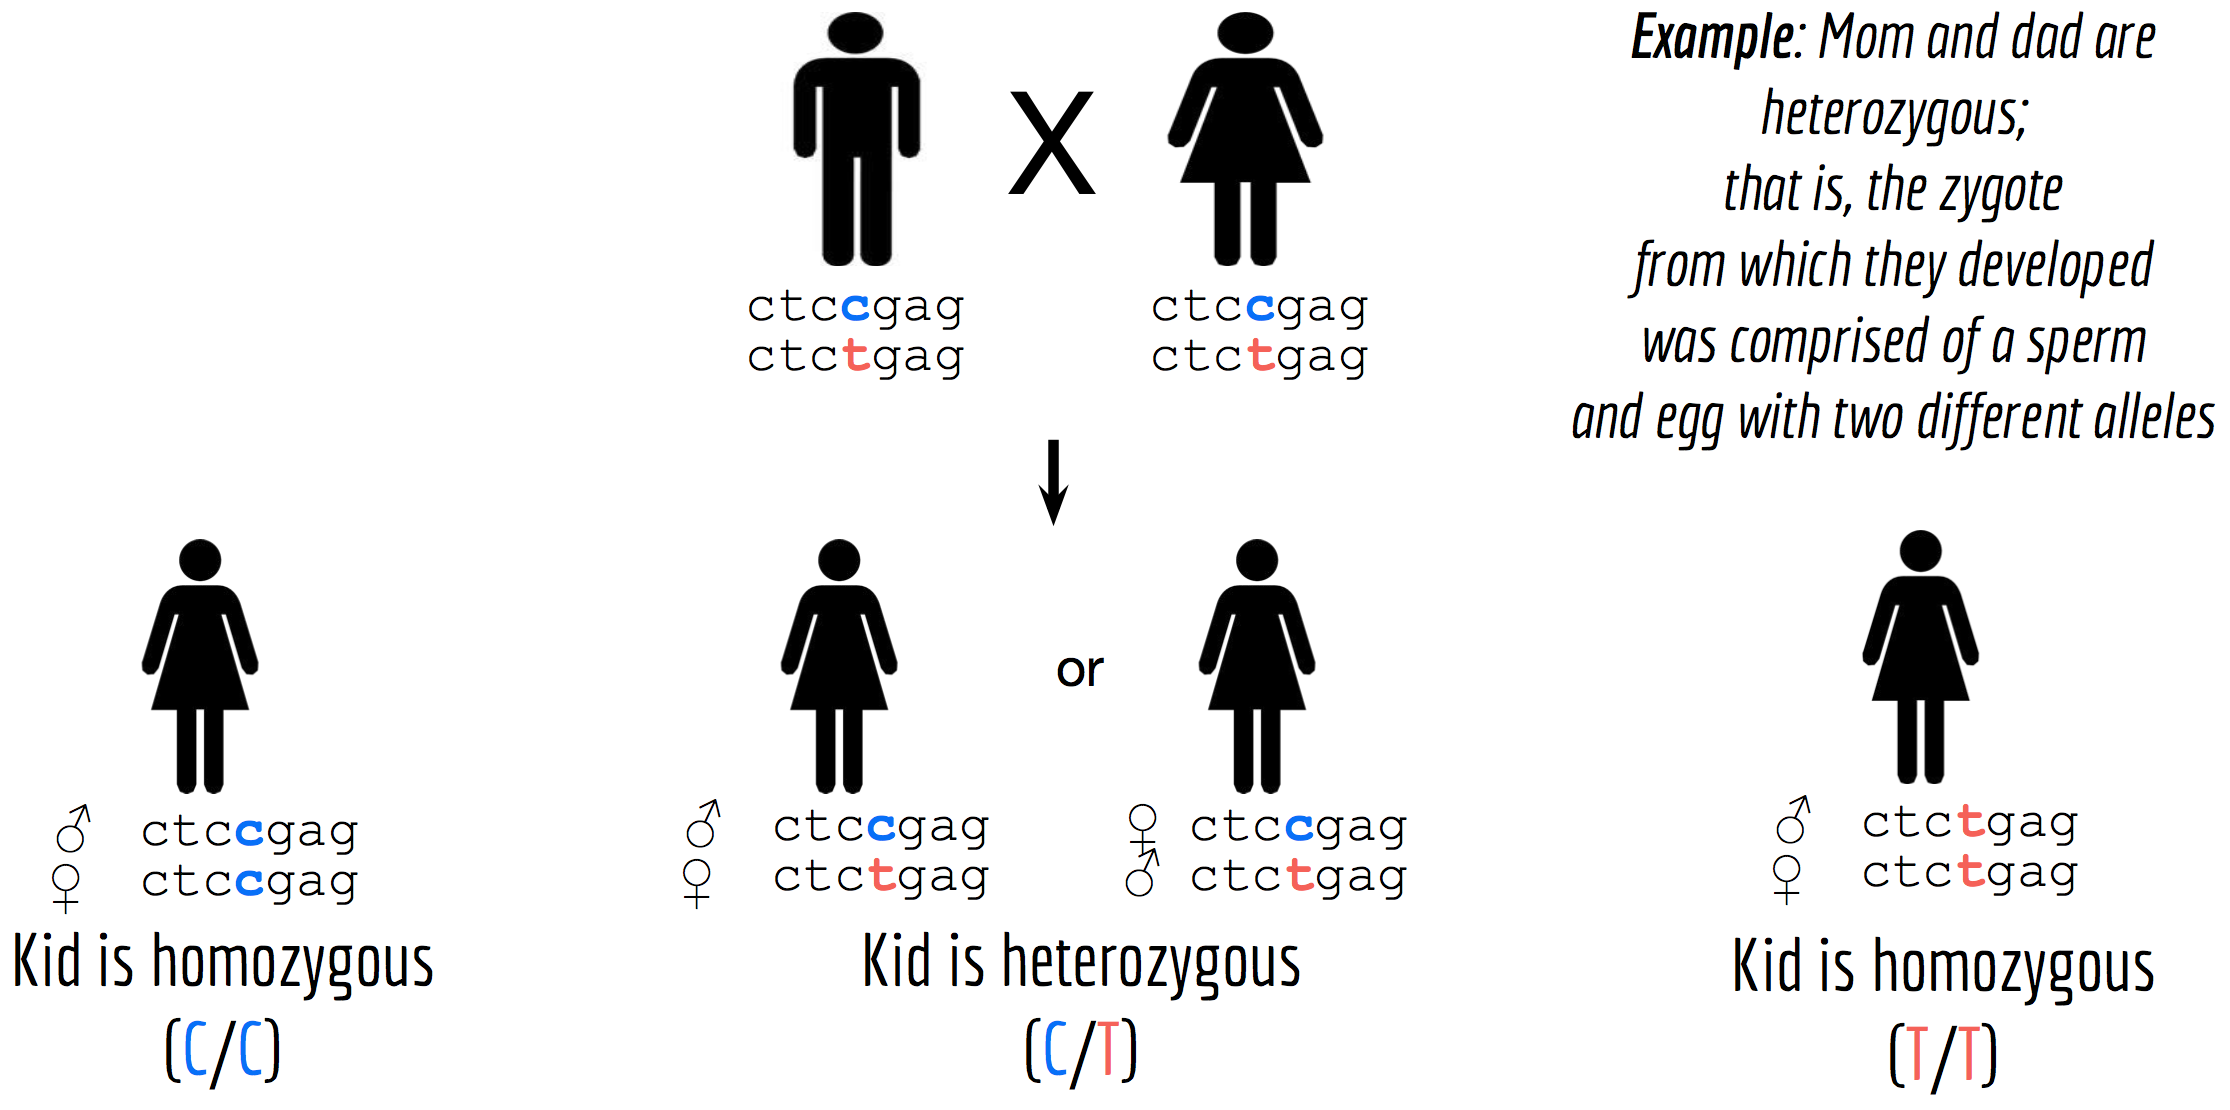 Example: Mom and dad are
heterozygous;
that is, the zygote
from which they developed
was comprised of a sperm
and egg with two different alleles
X
ctccgag
ctctgag
ctccgag
ctctgag
♂ ctccgag
♀ ctccgag
Kid is homozygous
(C/C)
♂ ctccgag
♀ ctctgag
or
♀ ctccgag
♂ ctctgag
Kid is heterozygous
(C/T)
♂ ctctgag
♀ ctctgag
Kid is homozygous
(T/T)